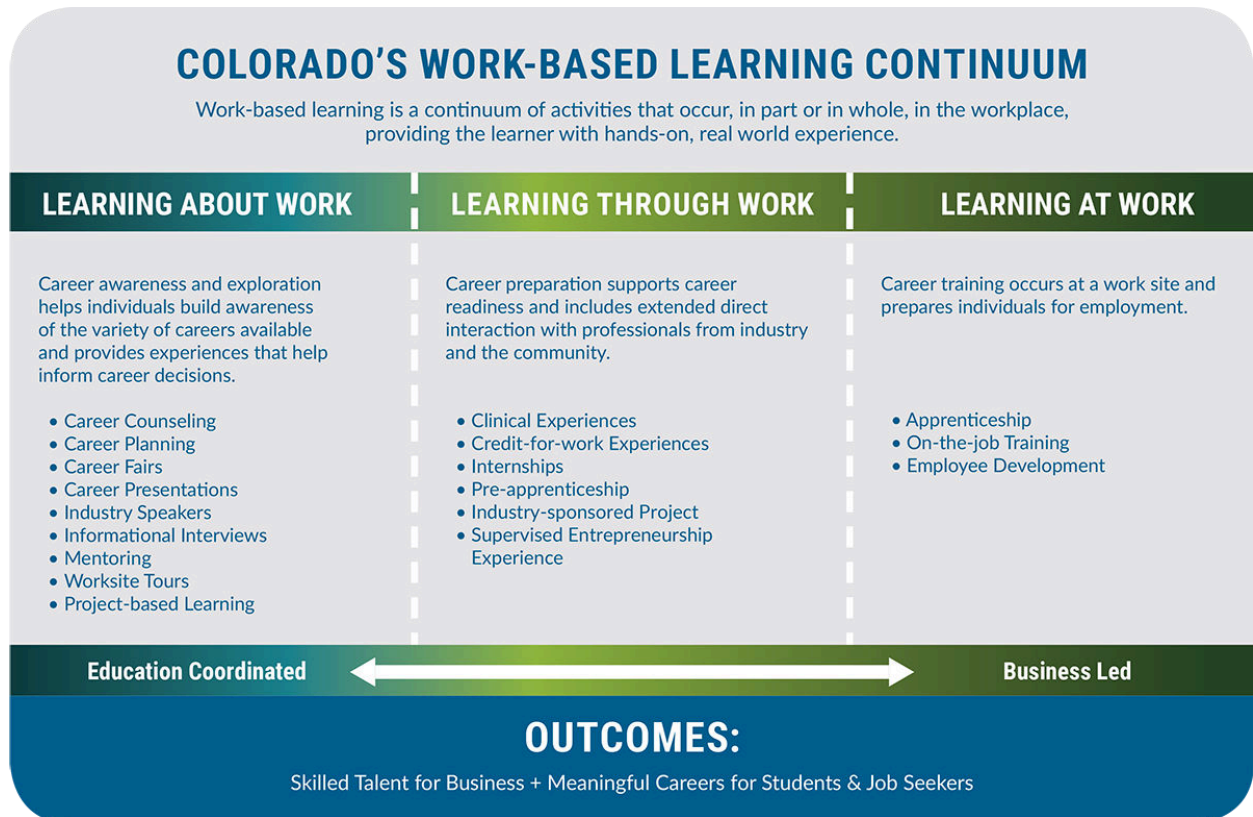 COLORADO'S WORK-BASED LEARNING CONTINUUM
Work-based learning is a continuum of activities that occur, in part or in whole, in the workplace,
providing the learner with hands-on, real world experience.
LEARNING ABOUT WORK
Career awareness and exploration
helps individuals build awareness
of the variety of careers available
and provides experiences that help
inform career decisions.
• Career Counseling
• Career Planning
• Career Fairs
• Career Presentations
• Industry Speakers
• Informational Interviews
• Mentoring
• Worksite Tours
• Project-based Learning
LEARNING THROUGH WORK
Career preparation supports career
readiness and includes extended direct
interaction with professionals from industry
and the community.
• Clinical Experiences
• Credit-for-work Experiences
• Internships
• Pre-apprenticeship
• Industry-sponsored Project
• Supervised Entrepreneurship
Experience
LEARNING AT WORK
Career training occurs at a work site and
prepares individuals for employment.
• Apprenticeship
• On-the-job Training
• Employee Development
Education Coordinated
Business Led
OUTCOMES:
Skilled Talent for Business + Meaningful Careers for Students & Job Seekers